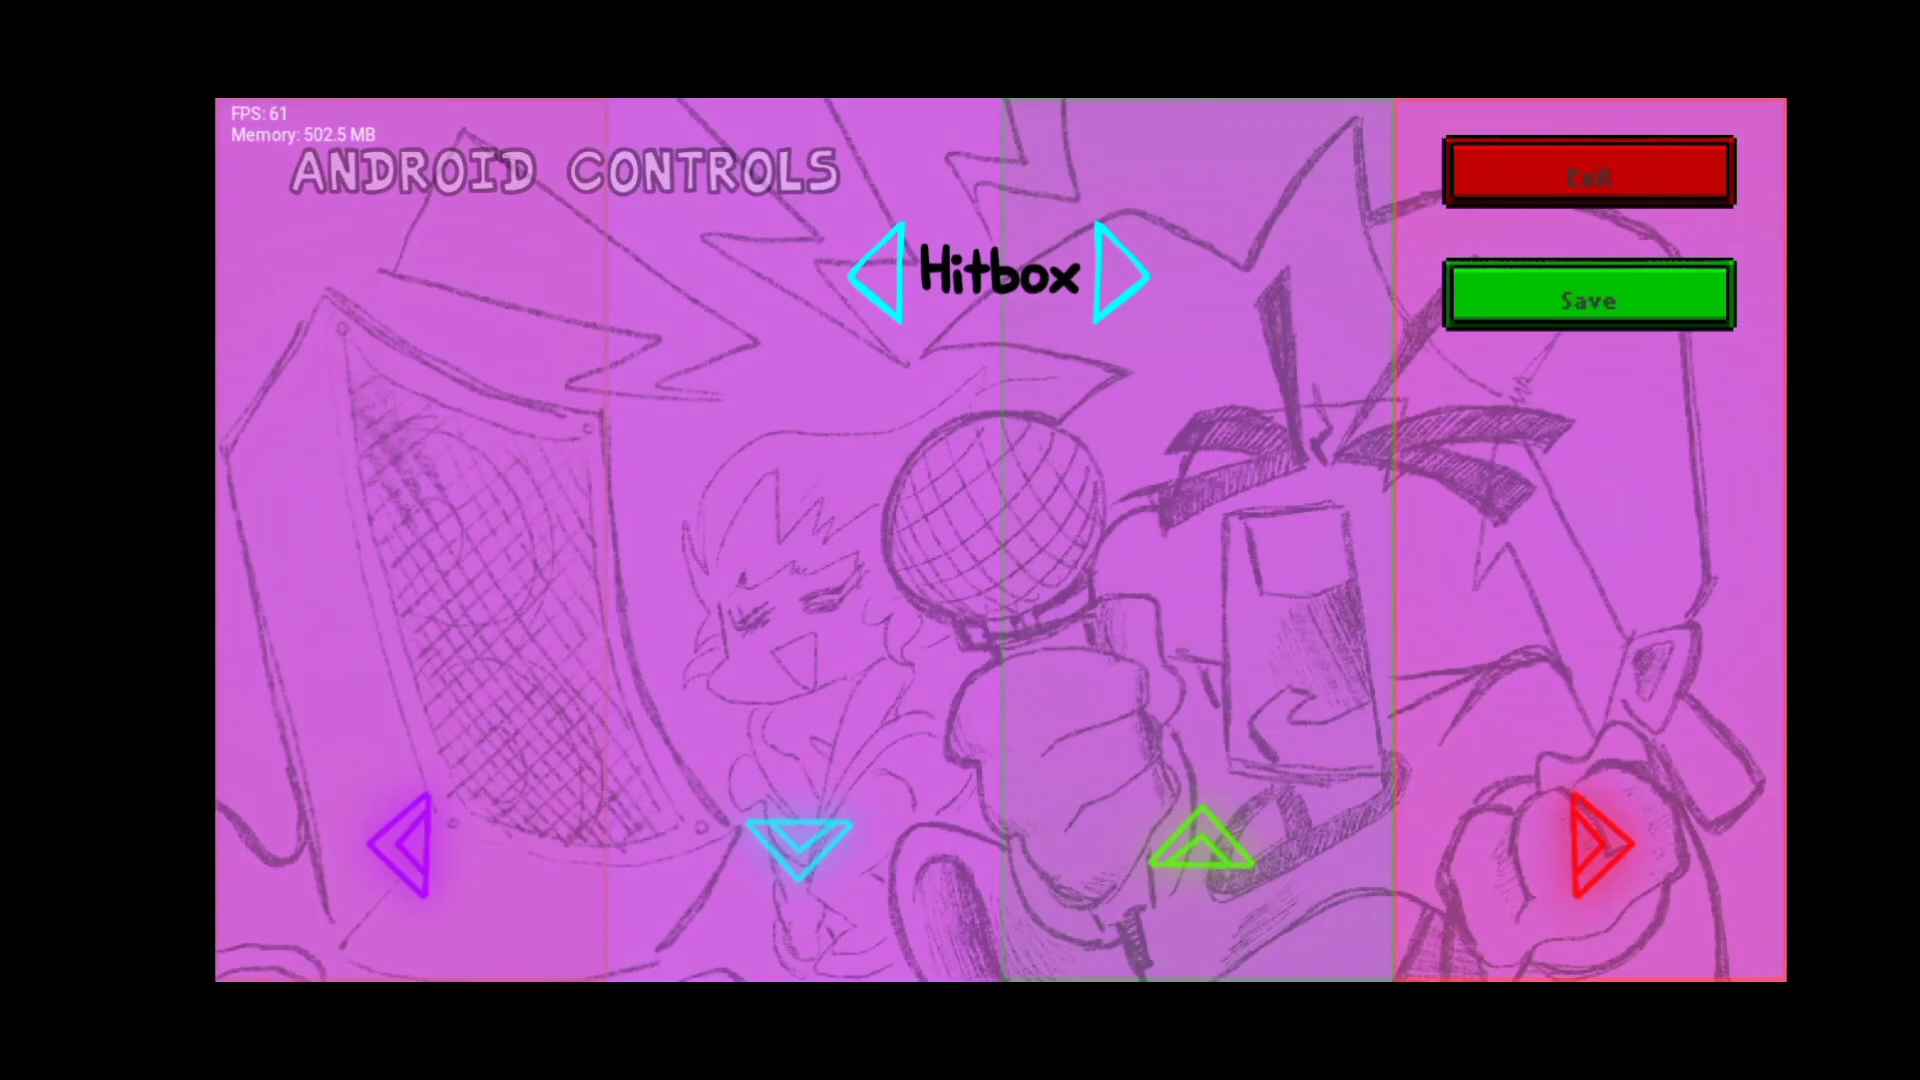 FPS: 61
Memory: 502.5 MB
ANDROID CONTROLS
Exit
Hitbox
Save